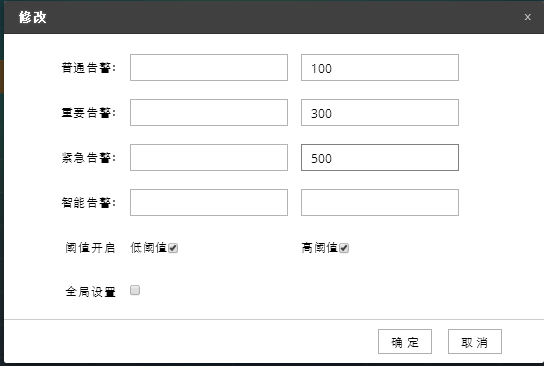 修改 x
普通告警: 100
重要告警: 300
紧急告警: 500
智能告警:
阈值开启 低阈值 高阈值
全局设置
确定 取消